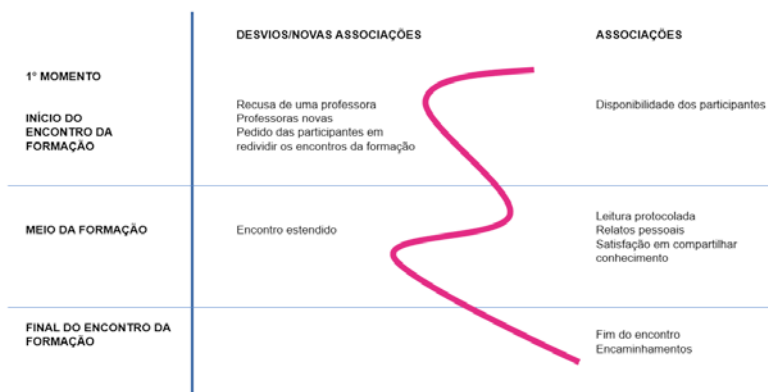 DESVIOS/NOVAS ASSOCIAÇÕES
ASSOCIAÇÕES
1º MOMENTO
INÍCIO DO
ENCONTRO DA
FORMAÇÃO
Recusa de uma professora
Professoras novas
Pedido das participantes em
redividir os encontros da formação
Disponibilidade dos participantes
MEIO DA FORMAÇÃO
Encontro estendido
Leitura protocolada
Relatos pessoais
Satisfação em compartilhar
conhecimento
FINAL DO ENCONTRO DA
FORMAÇÃO
Fim do encontro
Encaminhamentos